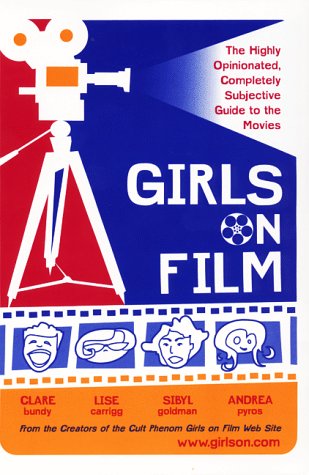 The Highly
Opinionated,
Completely
Subjective
Guide to the
Movies
GIRLS
ON
FILM
CLARE LISE SIBYL ANDREA
bundy carrigg goldman pyros
From the Creators of the Cult Phenom Girls on Film Web Site
www.girlson.com